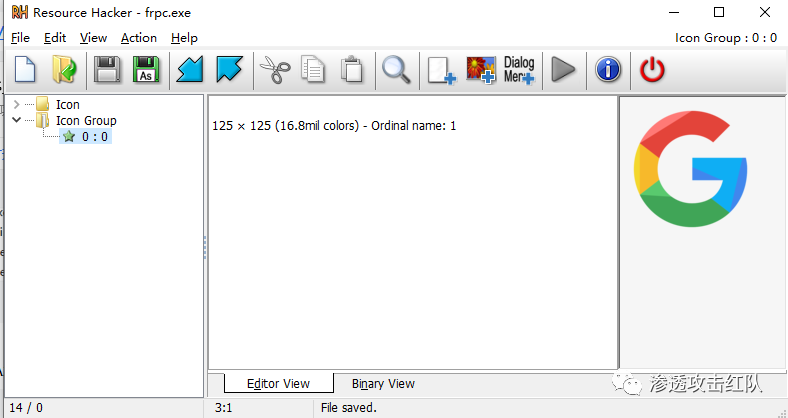 Resource Hacker - frpc.exe
File Edit View Action Help Icon Group : 0 : 0
As Dialog Mer
Icon
Icon Group
0 : 0
125 × 125 (16.8mil colors) - Ordinal name: 1
Editor View Binary View
渗透攻击红队
14 / 0 3:1 File saved.